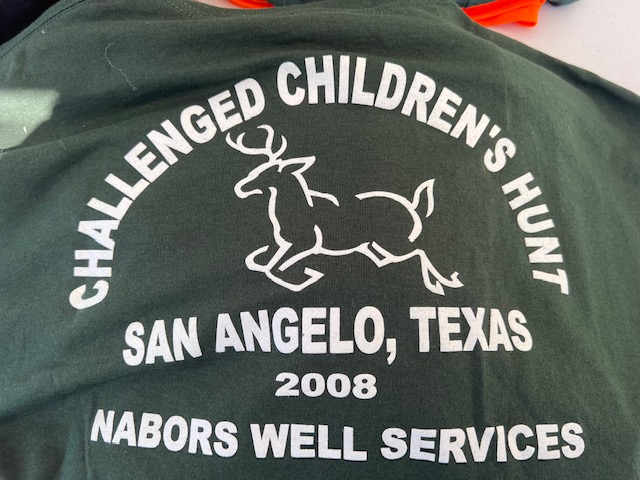 CHALLENGED CHILDREN'S HUNT
SAN ANGELO, TEXAS
2008
NABORS WELL SERVICES